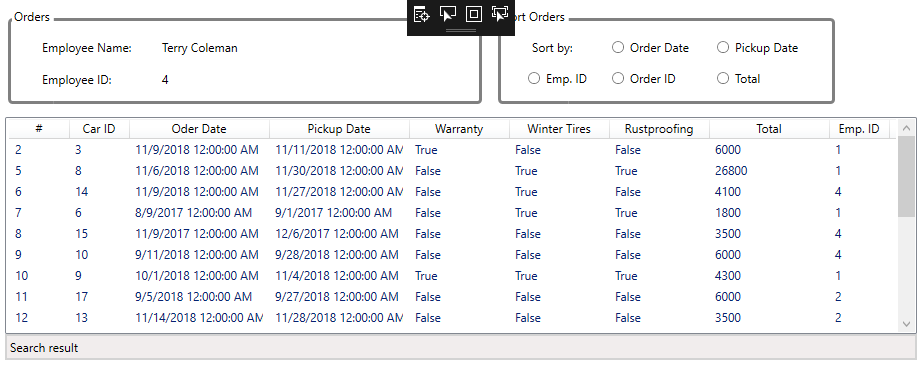 Orders
Employee Name: Terry Coleman
Employee ID: 4
ort Orders
Sort by: Order Date Pickup Date
Emp. ID Order ID Total
# Car ID Oder Date Pickup Date Warranty Winter Tires Rustproofing Total Emp. ID
2 3 11/9/2018 12:00:00 AM 11/11/2018 12:00:00 AM True False False 6000 1
5 8 11/6/2018 12:00:00 AM 11/30/2018 12:00:00 AM False True True 26800 1
6 14 11/9/2018 12:00:00 AM 11/27/2018 12:00:00 AM False True False 4100 4
7 6 8/9/2017 12:00:00 AM 9/1/2017 12:00:00 AM False True True 1800 1
8 15 11/9/2017 12:00:00 AM 12/6/2017 12:00:00 AM False False False 3500 4
9 10 9/11/2018 12:00:00 AM 9/28/2018 12:00:00 AM False False False 6000 4
10 9 10/1/2018 12:00:00 AM 11/4/2018 12:00:00 AM True True True 4300 1
11 17 9/5/2018 12:00:00 AM 9/27/2018 12:00:00 AM False False False 6000 2
12 13 11/14/2018 12:00:00 AM 11/28/2018 12:00:00 AM False False False 3500 2
Search result